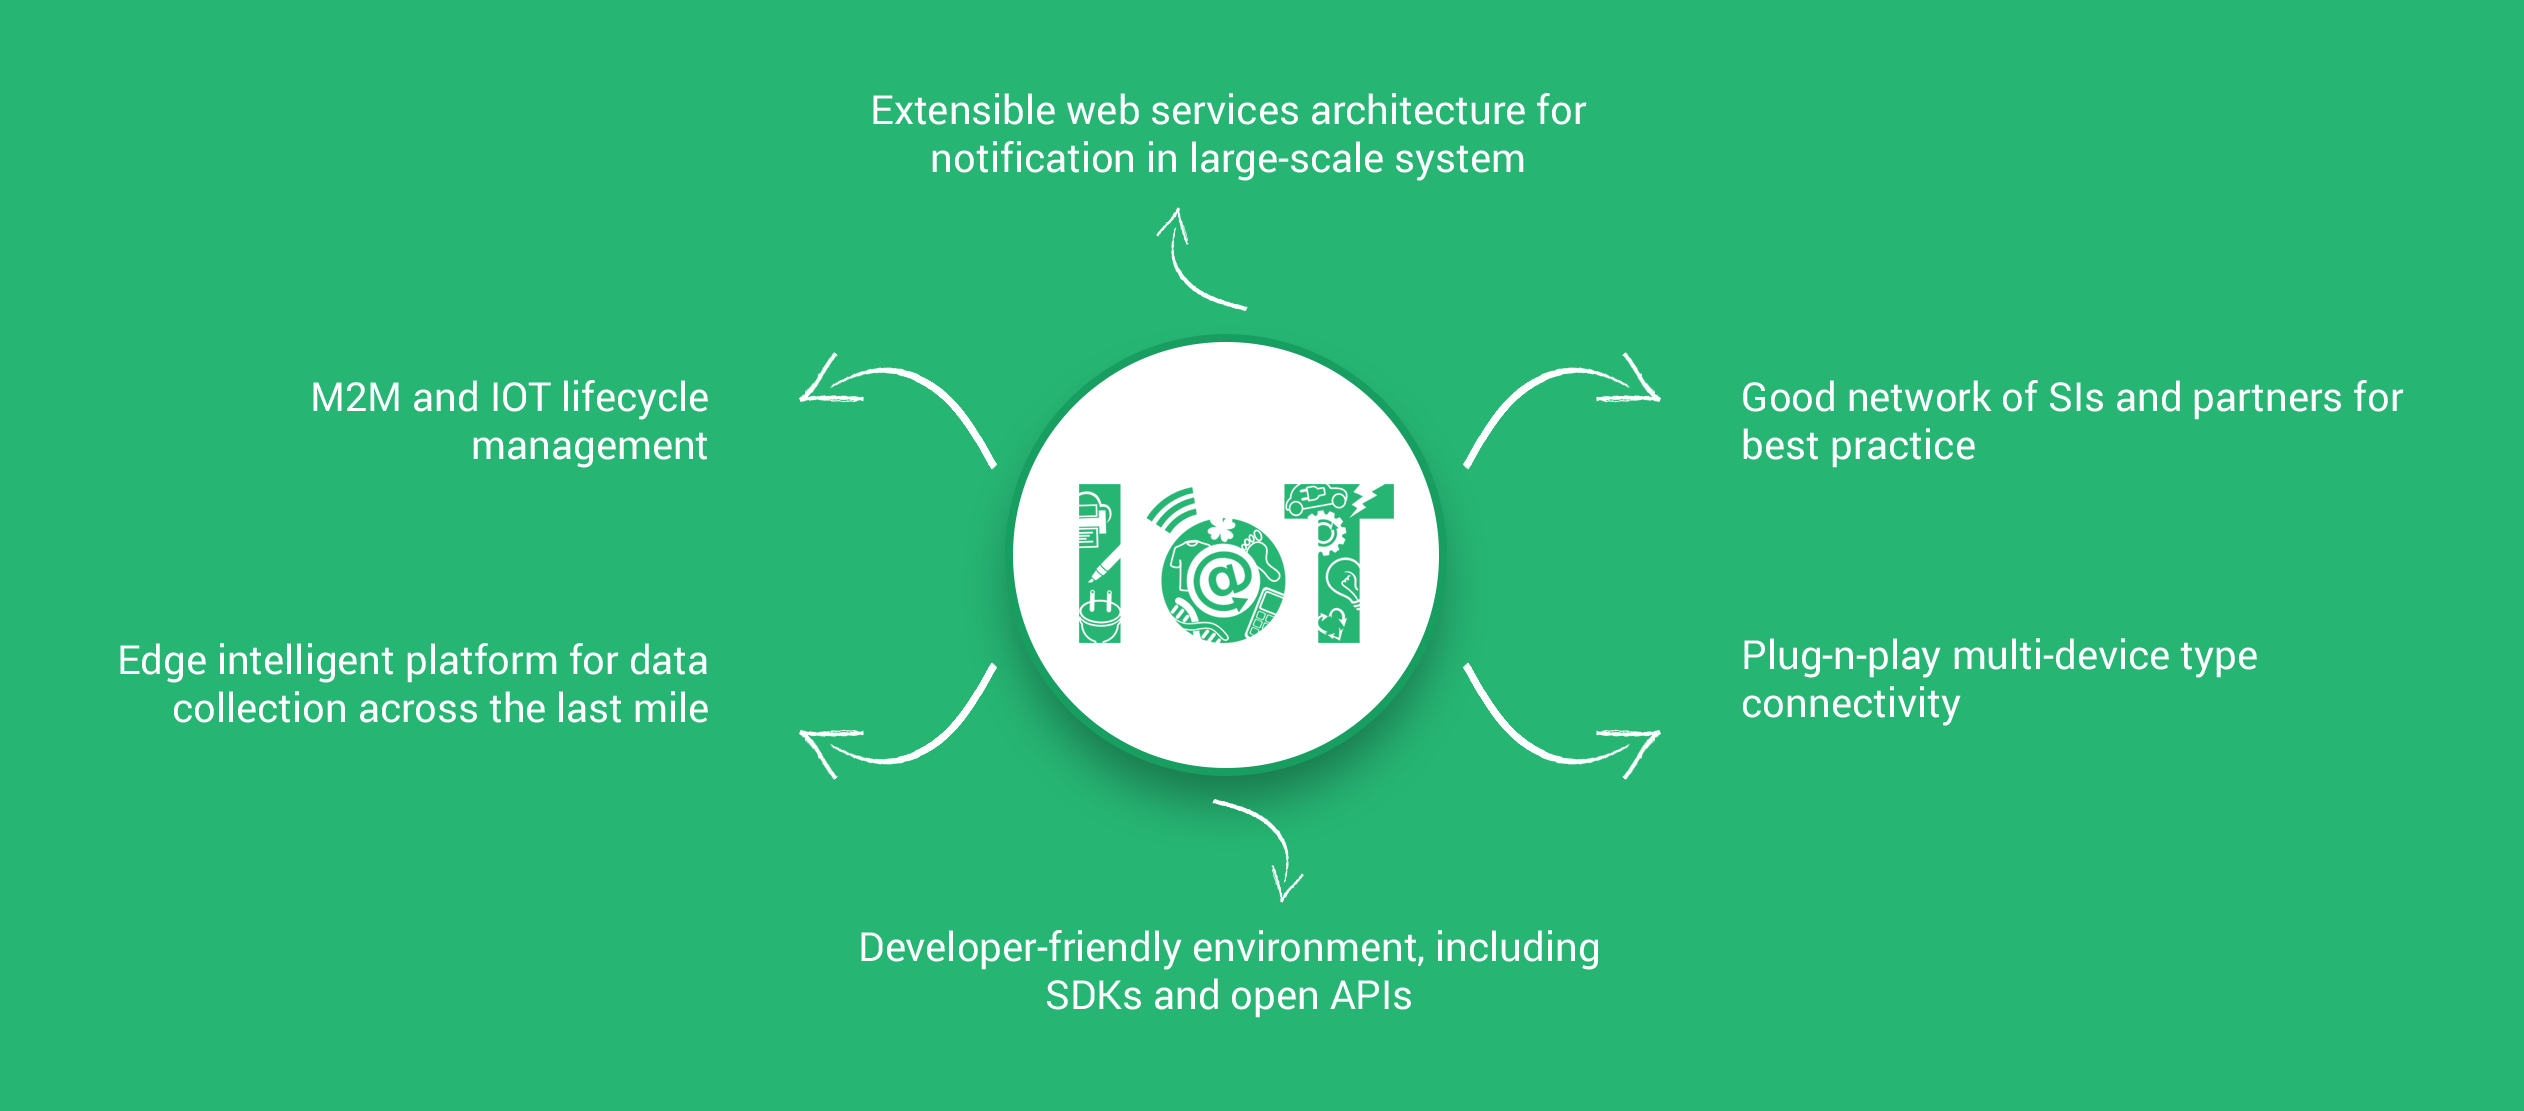 Extensible web services architecture for
notification in large-scale system
M2M and IOT lifecycle
management
Good network of SIs and partners for
best practice
IoT
@
Edge intelligent platform for data
collection across the last mile
Plug-n-play multi-device type
connectivity
Developer-friendly environment, including
SDKs and open APIs